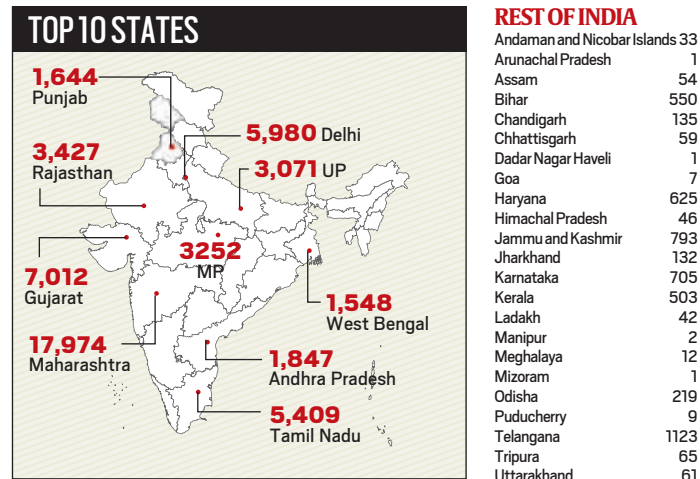 TOP 10 STATES
1,644
Punjab
5,980 Delhi
3,427
Rajasthan
3,071 UP
3252
MP
7,012
Gujarat
1,548
West Bengal
17,974
Maharashtra
1,847
Andhra Pradesh
5,409
Tamil Nadu
REST OF INDIA
Andaman and Nicobar Islands 33
Arunachal Pradesh 1
Assam 54
Bihar 550
Chandigarh 135
Chhattisgarh 59
Dadar Nagar Haveli 1
Goa 7
Haryana 625
Himachal Pradesh 46
Jammu and Kashmir 793
Jharkhand 132
Karnataka 705
Kerala 503
Ladakh 42
Manipur 2
Meghalaya 12
Mizoram 1
Odisha 219
Puducherry 9
Telangana 1123
Tripura 65
Uttarakhand 61